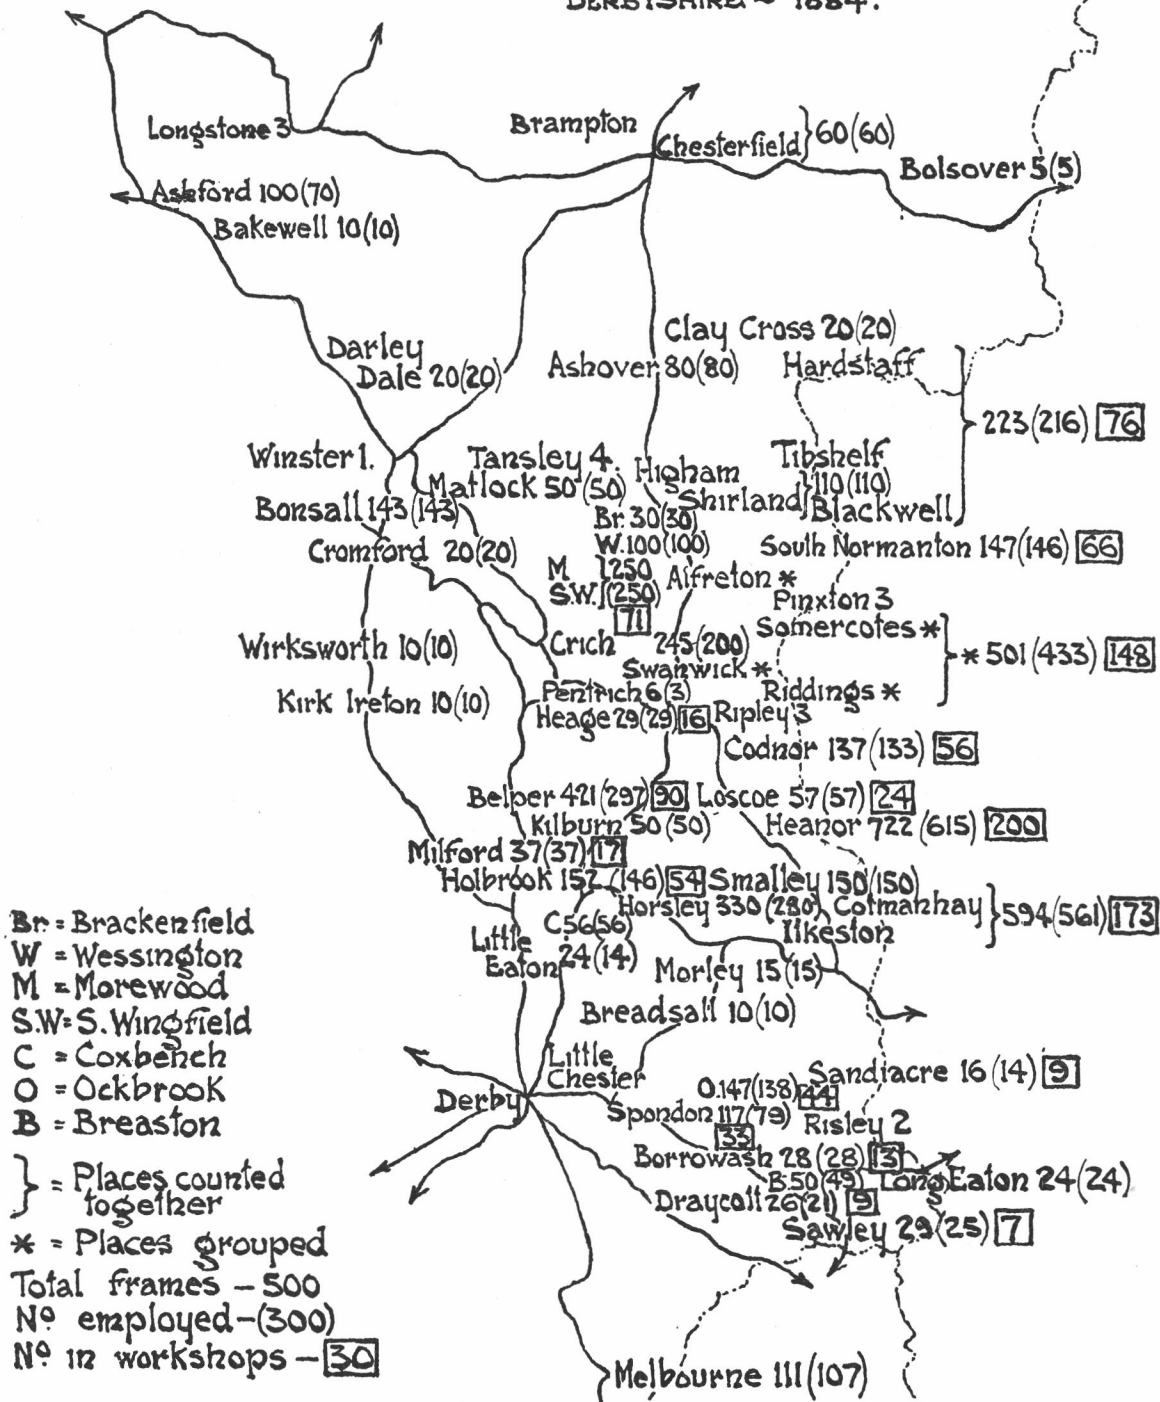 DERBYSHIRE ~ 1884.
Longstone 3
Brampton
Chesterfield } 60(60)
Bolsover 5(5)
Ashford 100(70)
Bakewell 10(10)
Clay Cross 20(20)
Darley
Dale 20(20)
Ashover 80(80)
Hardstaff
223(216) 76
Winster 1.
Tansley 4.
Higham
Tibshelf
Matlock 50(50)
Shirland } 110(110)
Bonsall 143(143)
Blackwell
Br. 30(30)
Cromford 20(20)
W. 100(100)
South Normanton 147(146) 66
M } 250
S.W. } (250)
71
Alfreton *
Pinxton 3
Somercotes *
Wirksworth 10(10)
Crich
245(200)
* 501(433) 148
Swanwick *
Kirk Ireton 10(10)
Pentrich 6(3)
Riddings *
Heage 29(29) 16
Ripley 3
Codnor 137(133) 56
Belper 421(297) 90
Loscoe 57(57) 24
Kilburn 50(50)
Heanor 722(615) 200
Milford 37(37) 17
Holbrook 152(146) 54
Smalley 150(150)
Horsley 330(280)
Cotmanhay
594(561) 173
C 56(56)
Ilkeston
Little
Eaton 24(14)
Morley 15(15)
Breadsall 10(10)
Little
Chester
Sandiacre 16(14) 9
Derby
O. 147(138) 44
Spondon 117(79)
33
Risley 2
Borrowash 28(28) 13
B. 50(49)
Long Eaton 24(24)
Draycott 26(21) 9
Sawley 29(25) 7
Melbourne 111(107)
Br = Brackenfield
W = Wessington
M = Morewood
S.W = S. Wingfield
C = Coxbench
O = Ockbrook
B = Breaston
} = Places counted
together
* = Places grouped
Total frames – 500
Nº employed – (300)
Nº in workshops – 30